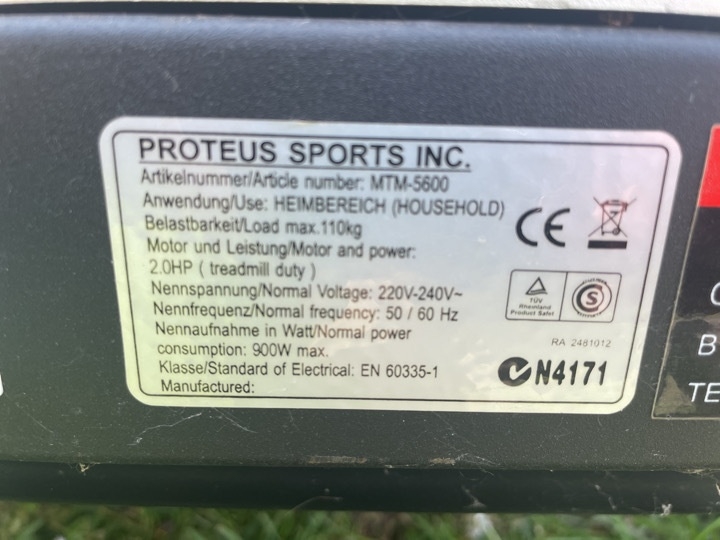 PROTEUS SPORTS INC.
Artikelnummer/Article number: MTM-5600
Anwendung/Use: HEIMBEREICH (HOUSEHOLD)
Belastbarkeit/Load max.110kg
Motor und Leistung/Motor and power:
2.0HP ( treadmill duty )
Nennspannung/Normal Voltage: 220V-240V~
Nennfrequenz/Normal frequency: 50 / 60 Hz
Nennaufnahme in Watt/Normal power
consumption: 900W max.
Klasse/Standard of Electrical: EN 60335-1
Manufactured:
CE
TÜV
Rheinland
Product Safety
S
RA 2481012
N4171
B
TE